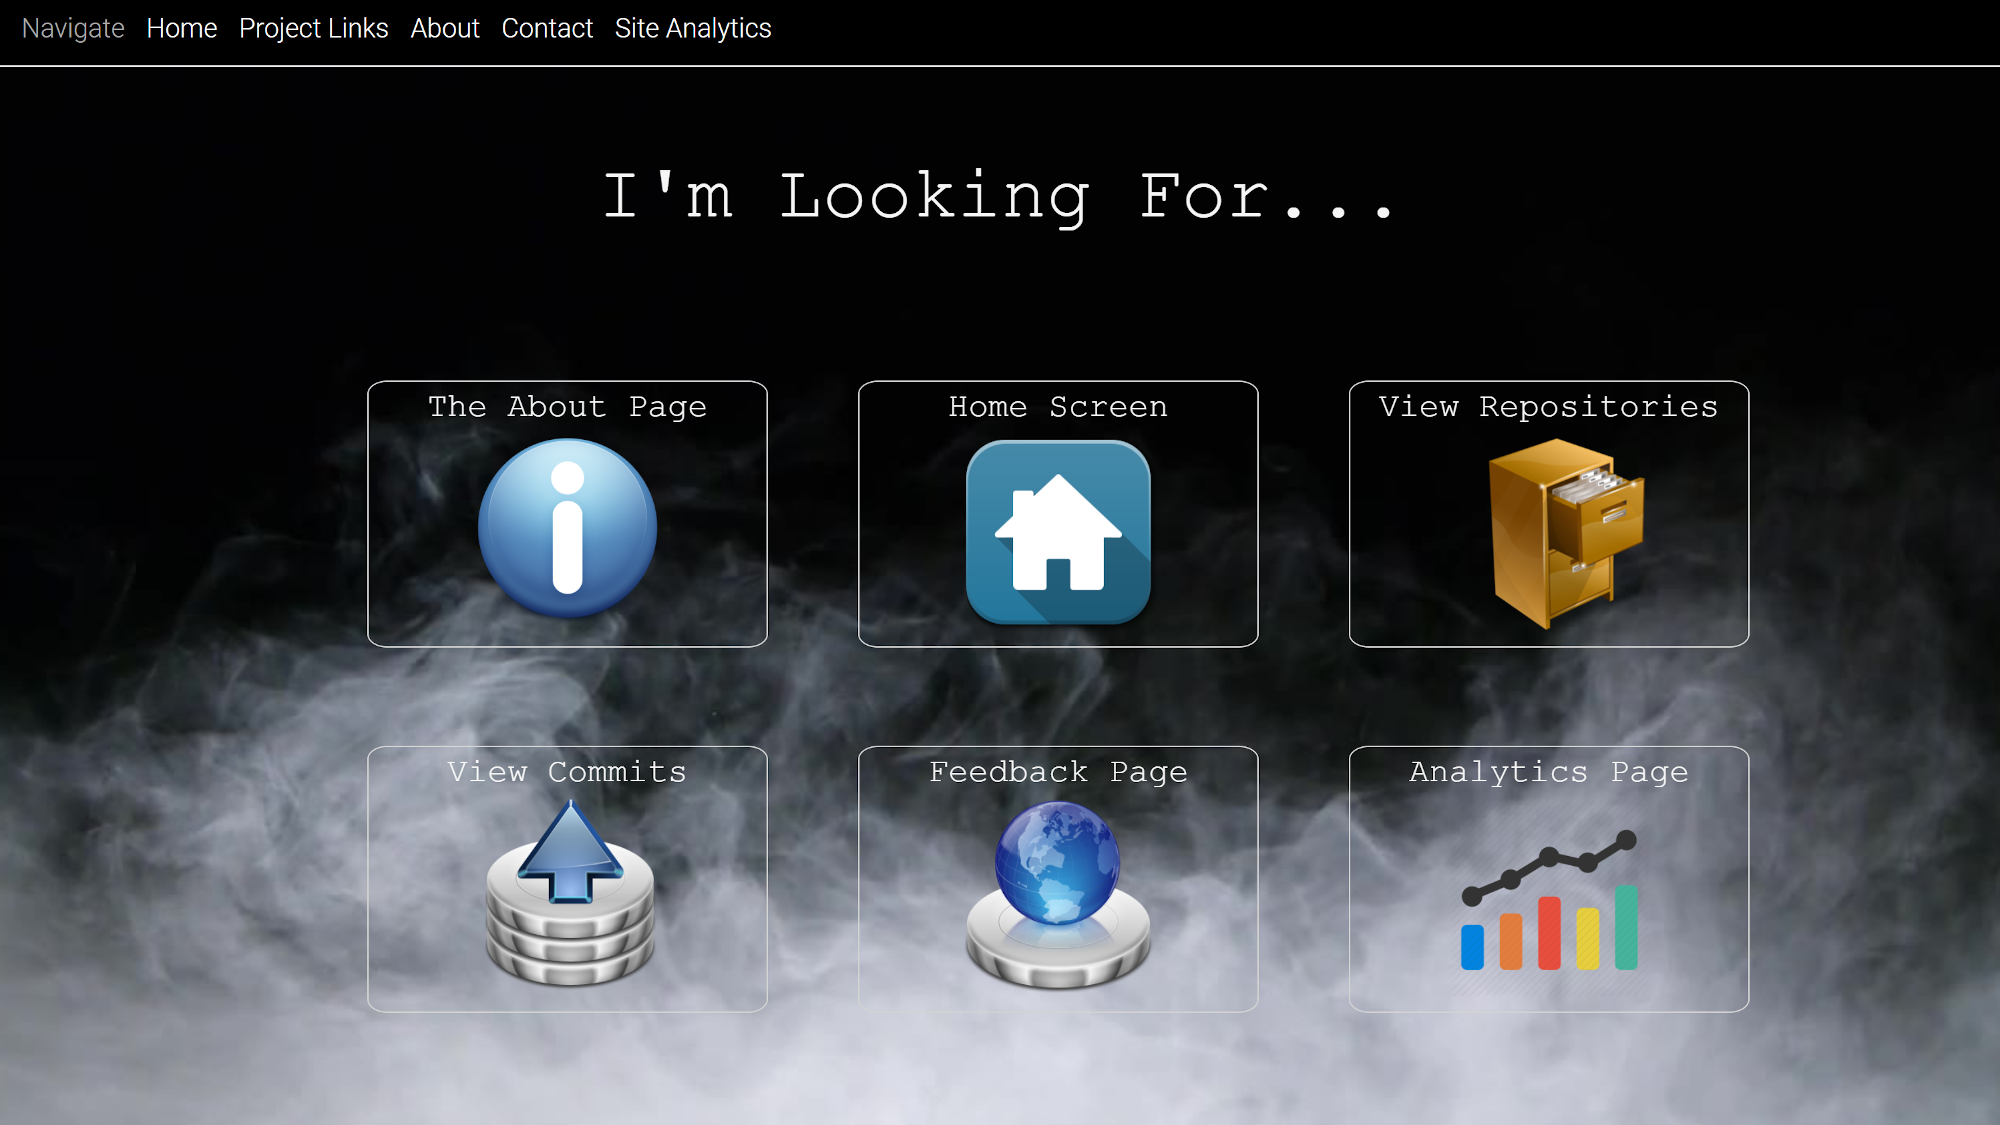 Navigate Home Project Links About Contact Site Analytics
I'm Looking For...
The About Page
Home Screen
View Repositories
View Commits
Feedback Page
Analytics Page